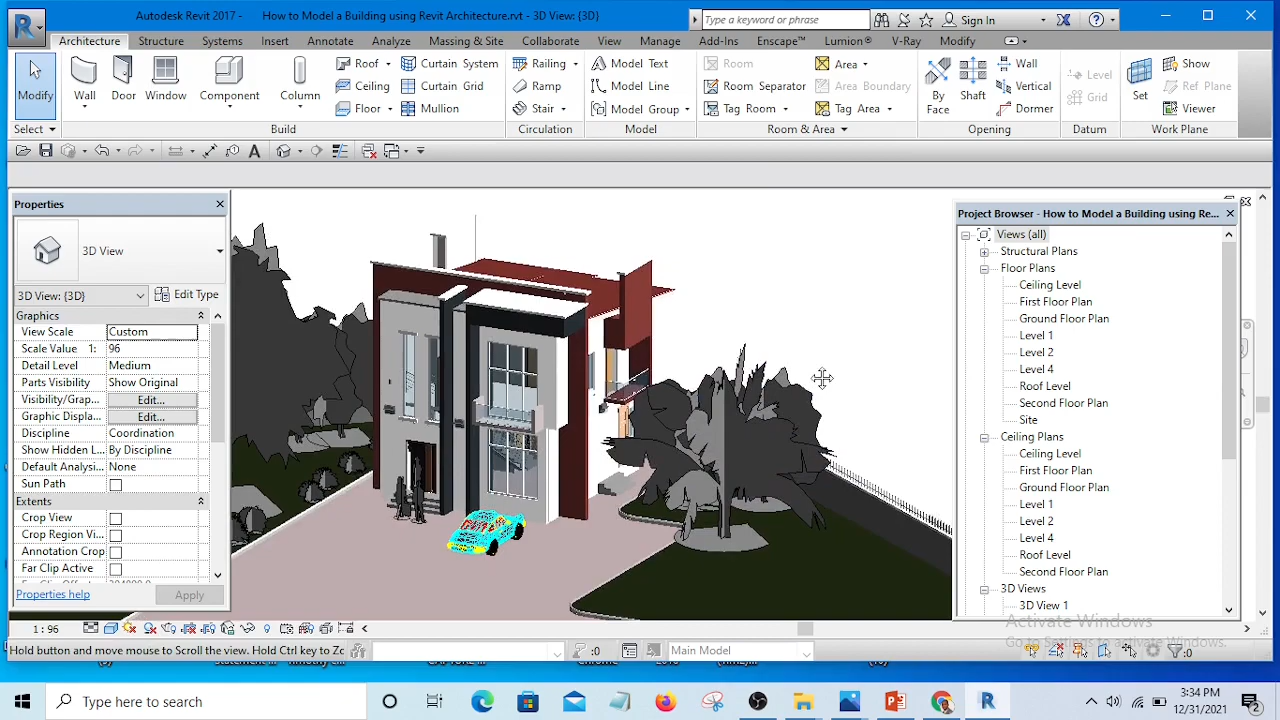 Autodesk Revit 2017 - How to Model a Building using Revit Architecture.rvt - 3D View: {3D}
Type a keyword or phrase
Sign In
Architecture Structure Systems Insert Annotate Analyze Massing & Site Collaborate View Manage Add-Ins Enscape™ Lumion® V-Ray Modify
Modify
Select
Wall Door Window Component Column
Roof Curtain System
Ceiling Curtain Grid
Floor Mullion
Build
Railing
Ramp
Stair
Circulation
Model Text
Model Line
Model Group
Model
Room Area
Room Separator Area Boundary
Tag Room Tag Area
Room & Area
By Face
Shaft
Wall
Vertical
Dormer
Opening
Level
Grid
Datum
Set
Show
Ref Plane
Viewer
Work Plane
Properties
3D View
3D View: {3D} Edit Type
Graphics
View Scale Custom
Scale Value 1: 96
Detail Level Medium
Parts Visibility Show Original
Visibility/Grap... Edit...
Graphic Displa... Edit...
Discipline Coordination
Show Hidden L... By Discipline
Default Analysi... None
Sun Path
Extents
Crop View
Crop Region Vi...
Annotation Crop
Far Clip Active
Properties help Apply
Project Browser - How to Model a Building using Re...
Views (all)
Structural Plans
Floor Plans
Ceiling Level
First Floor Plan
Ground Floor Plan
Level 1
Level 2
Level 4
Roof Level
Second Floor Plan
Site
Ceiling Plans
Ceiling Level
First Floor Plan
Ground Floor Plan
Level 1
Level 2
Level 4
Roof Level
Second Floor Plan
3D Views
3D View 1
Activate Windows
Go to Settings to activate Windows.
1 : 96
Hold button and move mouse to Scroll the view. Hold Ctrl key to Zc
:0
Main Model
:0
Type here to search
3:34 PM
12/31/2021
2